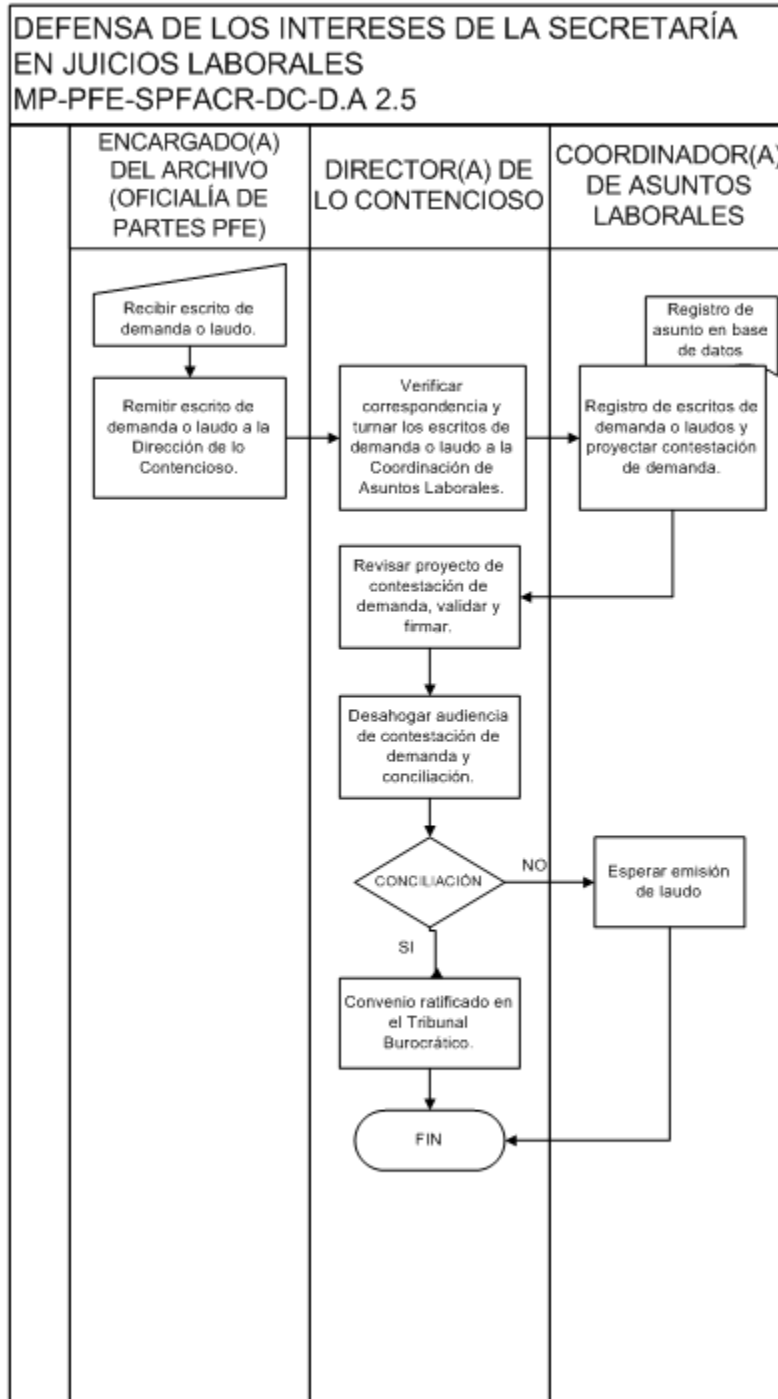 DEFENSA DE LOS INTERESES DE LA SECRETARÍA
EN JUICIOS LABORALES
MP-PFE-SPFACR-DC-D.A 2.5
ENCARGADO(A)
DEL ARCHIVO
(OFICIALÍA DE
PARTES PFE)
DIRECTOR(A) DE
LO CONTENCIOSO
COORDINADOR(A)
DE ASUNTOS
LABORALES
Recibir escrito de
demanda o laudo.
Registro de
asunto en base
de datos
Remitir escrito de
demanda o laudo a la
Dirección de lo
Contencioso.
Verificar
correspondencia y
turnar los escritos de
demanda o laudo a la
Coordinación de
Asuntos Laborales.
Registro de escritos de
demanda o laudos y
proyectar contestación
de demanda.
Revisar proyecto de
contestación de
demanda, validar y
firmar.
Desahogar audiencia
de contestación de
demanda y
conciliación.
CONCILIACIÓN
NO
Esperar emisión
de laudo
SI
Convenio ratificado en
el Tribunal
Burocrático.
FIN